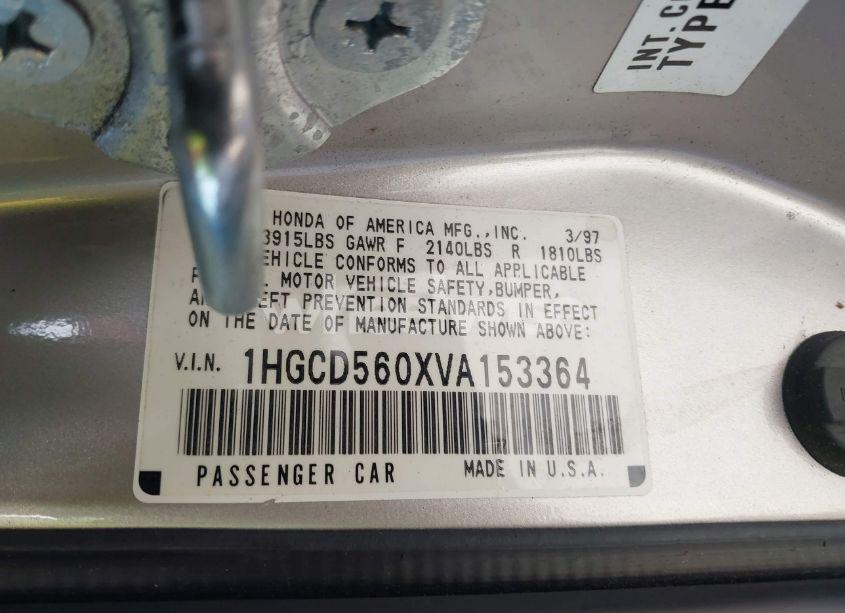 INT. C
TYPE
HONDA OF AMERICA MFG.,INC. 3/97
3915LBS GAWR F 2140LBS R 1810LBS
EHICLE CONFORMS TO ALL APPLICABLE
F . MOTOR VEHICLE SAFETY,BUMPER,
AN EFT PREVENTION STANDARDS IN EFFECT
ON THE DATE OF MANUFACTURE SHOWN ABOVE:
V.I.N. 1HGCD560XVA153364
PASSENGER CAR MADE IN U.S.A.